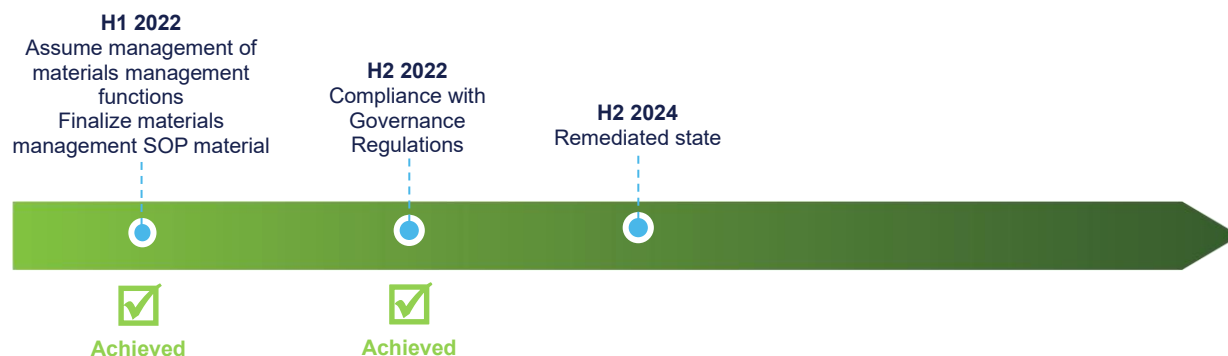 H1 2022
Assume management of
materials management
functions
Finalize materials
management SOP material
H2 2022
Compliance with
Governance
Regulations
H2 2024
Remediated state
Achieved
Achieved